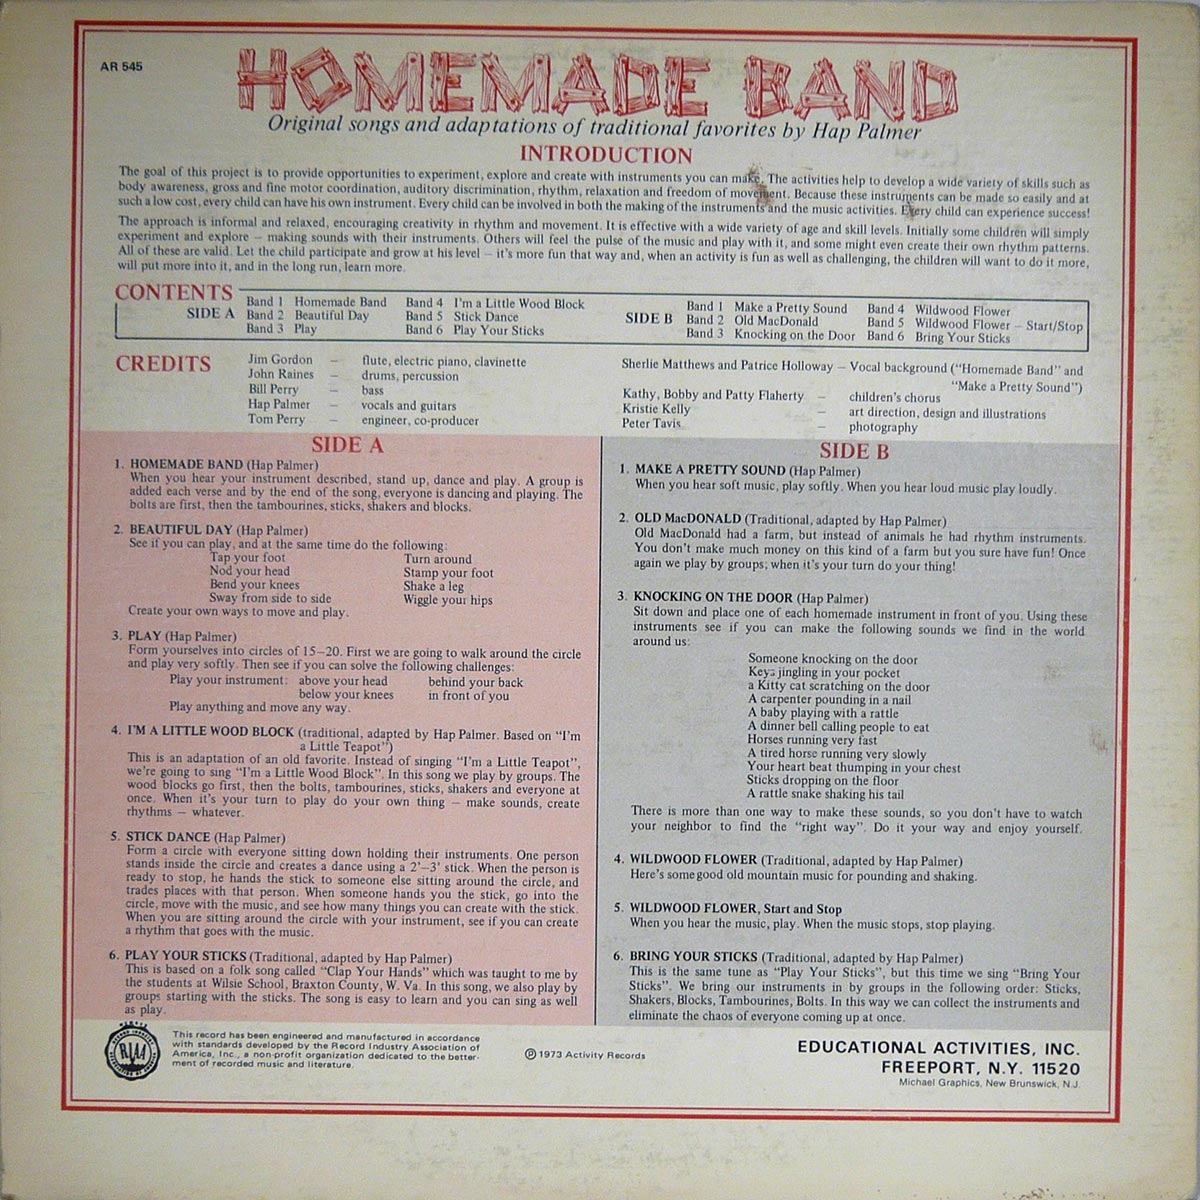 AR 545
HOMEMADE BAND
Original songs and adaptations of traditional favorites by Hap Palmer
INTRODUCTION
The goal of this project is to provide opportunities to experiment, explore and create with instruments you can make. The activities help to develop a wide variety of skills such as
body awareness, gross and fine motor coordination, auditory discrimination, rhythm, relaxation and freedom of movement. Because these instruments can be made so easily and at
such a low cost, every child can have his own instrument. Every child can be involved in both the making of the instruments and the music activities. Every child can experience success!
The approach is informal and relaxed, encouraging creativity in rhythm and movement. It is effective with a wide variety of age and skill levels. Initially some children will simply
experiment and explore – making sounds with their instruments. Others will feel the pulse of the music and play with it, and some might even create their own rhythm patterns.
All of these are valid. Let the child participate and grow at his level – it's more fun that way and, when an activity is fun as well as challenging, the children will want to do it more,
will put more into it, and in the long run, learn more.
CONTENTS
SIDE A
Band 1 Homemade Band
Band 2 Beautiful Day
Band 3 Play
Band 4 I'm a Little Wood Block
Band 5 Stick Dance
Band 6 Play Your Sticks
SIDE B
Band 1 Make a Pretty Sound
Band 2 Old MacDonald
Band 3 Knocking on the Door
Band 4 Wildwood Flower
Band 5 Wildwood Flower – Start/Stop
Band 6 Bring Your Sticks
CREDITS
Jim Gordon – flute, electric piano, clavinette
John Raines – drums, percussion
Bill Perry – bass
Hap Palmer – vocals and guitars
Tom Perry – engineer, co-producer
Sherlie Matthews and Patrice Holloway – Vocal background ("Homemade Band" and
"Make a Pretty Sound")
Kathy, Bobby and Patty Flaherty – children's chorus
Kristie Kelly – art direction, design and illustrations
Peter Tavis – photography
SIDE A
1. HOMEMADE BAND (Hap Palmer)
When you hear your instrument described, stand up, dance and play. A group is
added each verse and by the end of the song, everyone is dancing and playing. The
bolts are first, then the tambourines, sticks, shakers and blocks.
2. BEAUTIFUL DAY (Hap Palmer)
See if you can play, and at the same time do the following:
Tap your foot Turn around
Nod your head Stamp your foot
Bend your knees Shake a leg
Sway from side to side Wiggle your hips
Create your own ways to move and play.
3. PLAY (Hap Palmer)
Form yourselves into circles of 15–20. First we are going to walk around the circle
and play very softly. Then see if you can solve the following challenges:
Play your instrument: above your head behind your back
below your knees in front of you
Play anything and move any way.
4. I'M A LITTLE WOOD BLOCK (traditional, adapted by Hap Palmer. Based on "I'm
a Little Teapot")
This is an adaptation of an old favorite. Instead of singing "I'm a Little Teapot",
we're going to sing "I'm a Little Wood Block". In this song we play by groups. The
wood blocks go first, then the bolts, tambourines, sticks, shakers and everyone at
once. When it's your turn to play do your own thing – make sounds, create
rhythms – whatever.
5. STICK DANCE (Hap Palmer)
Form a circle with everyone sitting down holding their instruments. One person
stands inside the circle and creates a dance using a 2'–3' stick. When the person is
ready to stop, he hands the stick to someone else sitting around the circle, and
trades places with that person. When someone hands you the stick, go into the
circle, move with the music, and see how many things you can create with the stick.
When you are sitting around the circle with your instrument, see if you can create
a rhythm that goes with the music.
6. PLAY YOUR STICKS (Traditional, adapted by Hap Palmer)
This is based on a folk song called "Clap Your Hands" which was taught to me by
the students at Wilsie School, Braxton County, W. Va. In this song, we also play by
groups starting with the sticks. The song is easy to learn and you can sing as well
as play.
SIDE B
1. MAKE A PRETTY SOUND (Hap Palmer)
When you hear soft music, play softly. When you hear loud music play loudly.
2. OLD MacDONALD (Traditional, adapted by Hap Palmer)
Old MacDonald had a farm, but instead of animals he had rhythm instruments.
You don't make much money on this kind of a farm but you sure have fun! Once
again we play by groups; when it's your turn do your thing!
3. KNOCKING ON THE DOOR (Hap Palmer)
Sit down and place one of each homemade instrument in front of you. Using these
instruments see if you can make the following sounds we find in the world
around us:
Someone knocking on the door
Keys jingling in your pocket
a Kitty cat scratching on the door
A carpenter pounding in a nail
A baby playing with a rattle
A dinner bell calling people to eat
Horses running very fast
A tired horse running very slowly
Your heart beat thumping in your chest
Sticks dropping on the floor
A rattle snake shaking his tail
There is more than one way to make these sounds, so you don't have to watch
your neighbor to find the "right way". Do it your way and enjoy yourself.
4. WILDWOOD FLOWER (Traditional, adapted by Hap Palmer)
Here's some good old mountain music for pounding and shaking.
5. WILDWOOD FLOWER, Start and Stop
When you hear the music, play. When the music stops, stop playing.
6. BRING YOUR STICKS (Traditional, adapted by Hap Palmer)
This is the same tune as "Play Your Sticks", but this time we sing "Bring Your
Sticks". We bring our instruments in by groups in the following order: Sticks,
Shakers, Blocks, Tambourines, Bolts. In this way we can collect the instruments and
eliminate the chaos of everyone coming up at once.
RIAA
This record has been engineered and manufactured in accordance
with standards developed by the Record Industry Association of
America, Inc., a non-profit organization dedicated to the better-
ment of recorded music and literature.
Ⓟ 1973 Activity Records
EDUCATIONAL ACTIVITIES, INC.
FREEPORT, N.Y. 11520
Michael Graphics, New Brunswick, N.J.